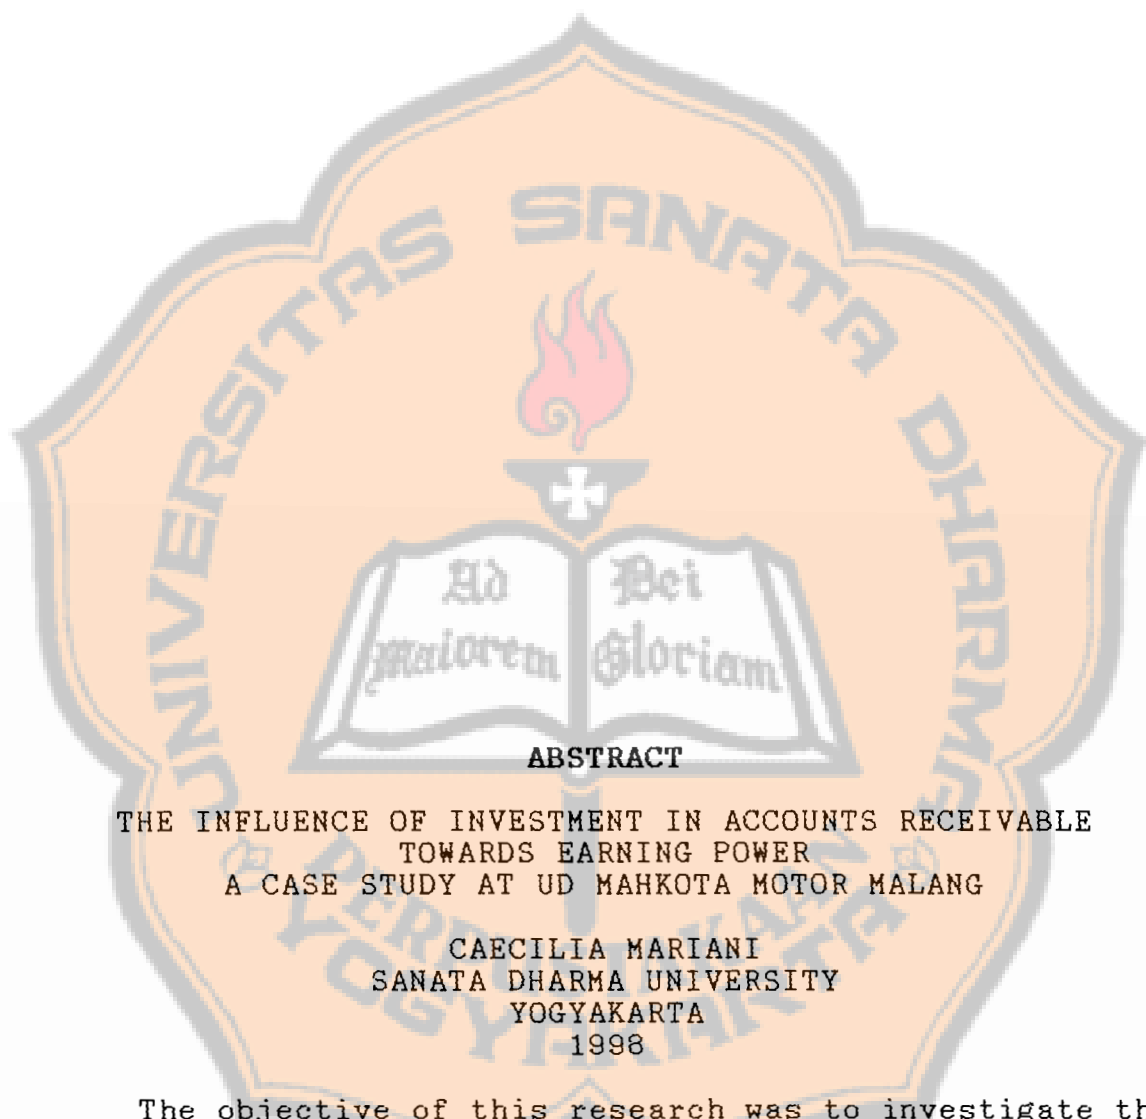 UNIVERSITAS SANATA DHARMA
Ad Dei
Maiorem Gloriam
ABSTRACT
THE INFLUENCE OF INVESTMENT IN ACCOUNTS RECEIVABLE
TOWARDS EARNING POWER
A CASE STUDY AT UD MAHKOTA MOTOR MALANG
PERPUSTAKAAN
YOGYAKARTA
CAECILIA MARIANI
SANATA DHARMA UNIVERSITY
YOGYAKARTA
1998
The objective of this research was to investigate th